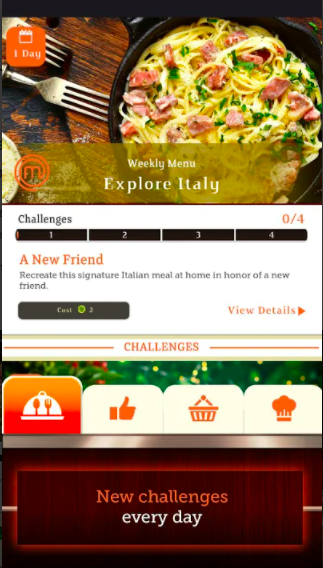 1 Day
Weekly Menu
Explore Italy
Challenges 0/4
1 2 3 4
A New Friend
Recreate this signature Italian meal at home in honor of a new
friend.
Cost 2
View Details
CHALLENGES
New challenges
every day